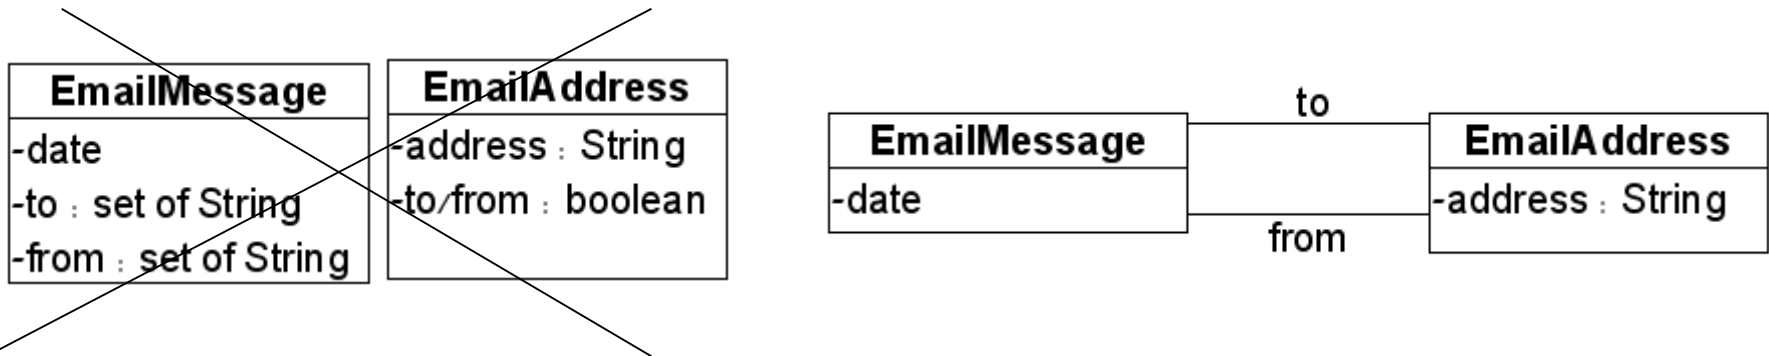 EmailMessage
-date
-to : set of String
-from : set of String
EmailAddress
-address : String
-to/from : boolean
EmailMessage
-date
to
from
EmailAddress
-address : String